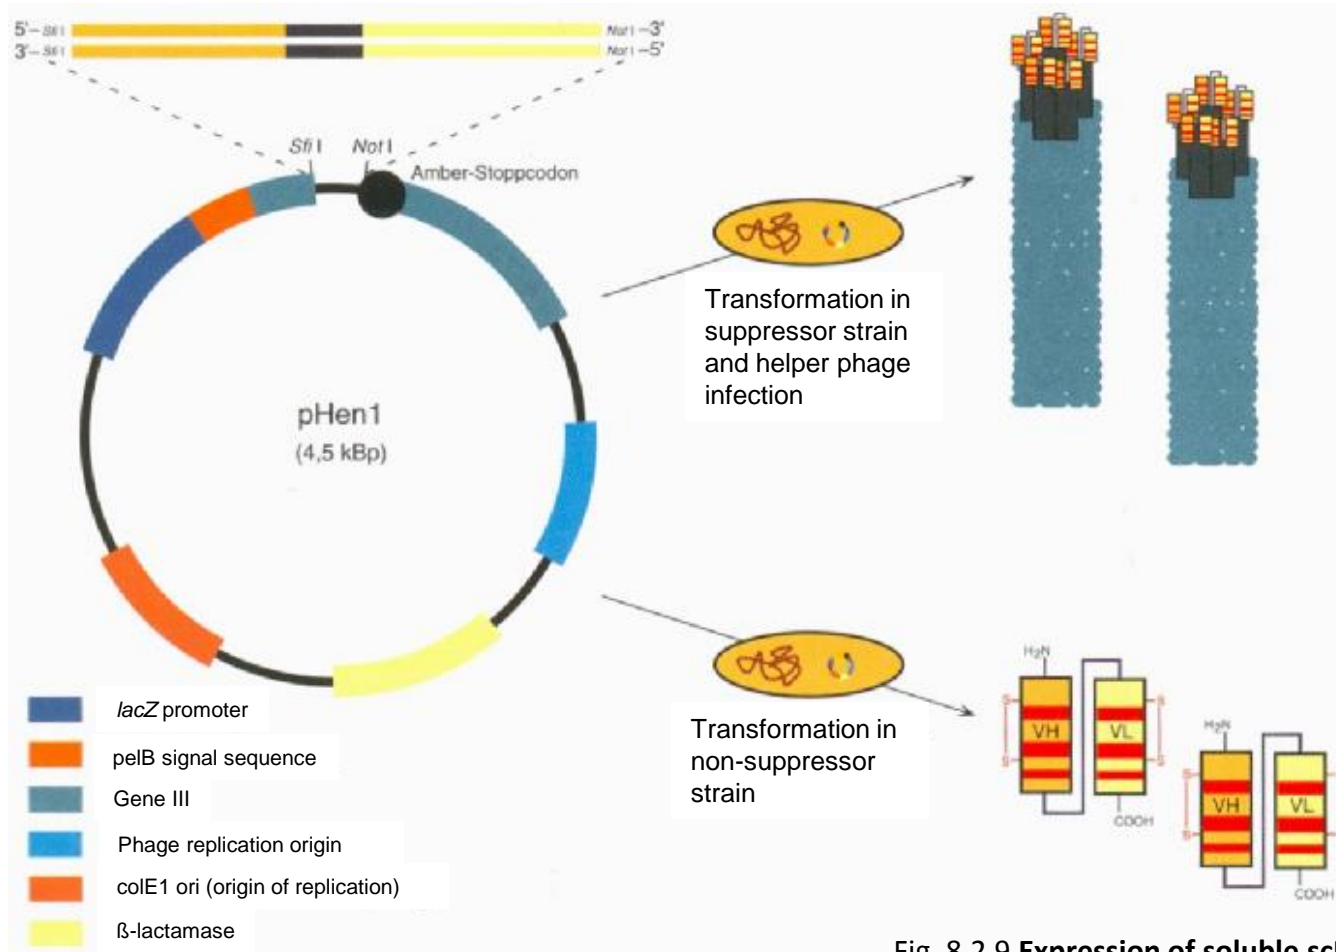 5'– Sfi I
Not I –3'
3'– Sfi I
Not I –5'
Sfi I
Not I
Amber-Stoppcodon
pHen1
(4,5 kBp)
Transformation in
suppressor strain
and helper phage
infection
Transformation in
non-suppressor
strain
H₂N
S
S
VH
VL
S
S
COOH
H₂N
S
S
VH
VL
COOH
lacZ promoter
pelB signal sequence
Gene III
Phage replication origin
colE1 ori (origin of replication)
ß-lactamase
Fig. 8.2.9 Expression of soluble